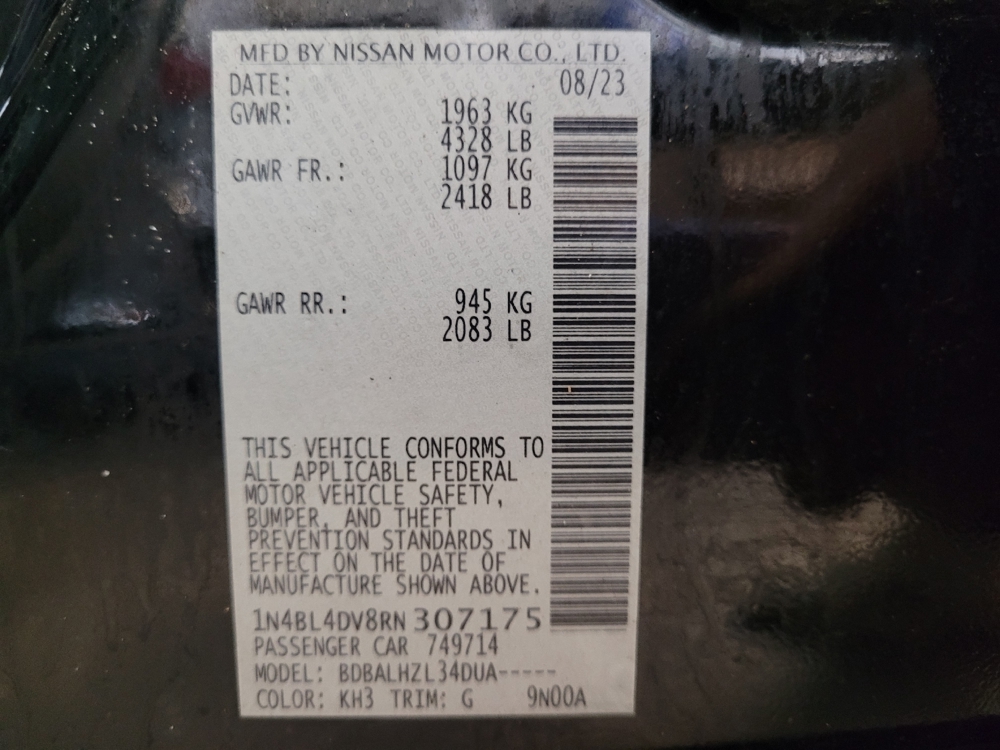 MFD BY NISSAN MOTOR CO., LTD.
DATE: 08/23
GVWR: 1963 KG
4328 LB
GAWR FR.: 1097 KG
2418 LB
GAWR RR.: 945 KG
2083 LB
THIS VEHICLE CONFORMS TO
ALL APPLICABLE FEDERAL
MOTOR VEHICLE SAFETY,
BUMPER, AND THEFT
PREVENTION STANDARDS IN
EFFECT ON THE DATE OF
MANUFACTURE SHOWN ABOVE.
1N4BL4DV8RN307175
PASSENGER CAR 749714
MODEL: BDBALHZL34DUA-----
COLOR: KH3 TRIM: G 9N00A